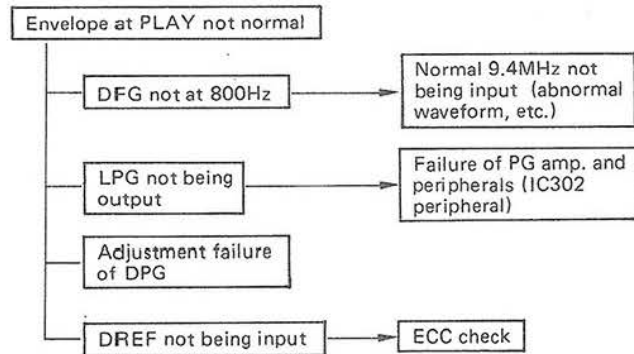 Envelope at PLAY not normal
DFG not at 800Hz
Normal 9.4MHz not
being input (abnormal
waveform, etc.)
LPG not being
output
Failure of PG amp. and
peripherals (IC302
peripheral)
Adjustment failure
of DPG
DREF not being input
ECC check